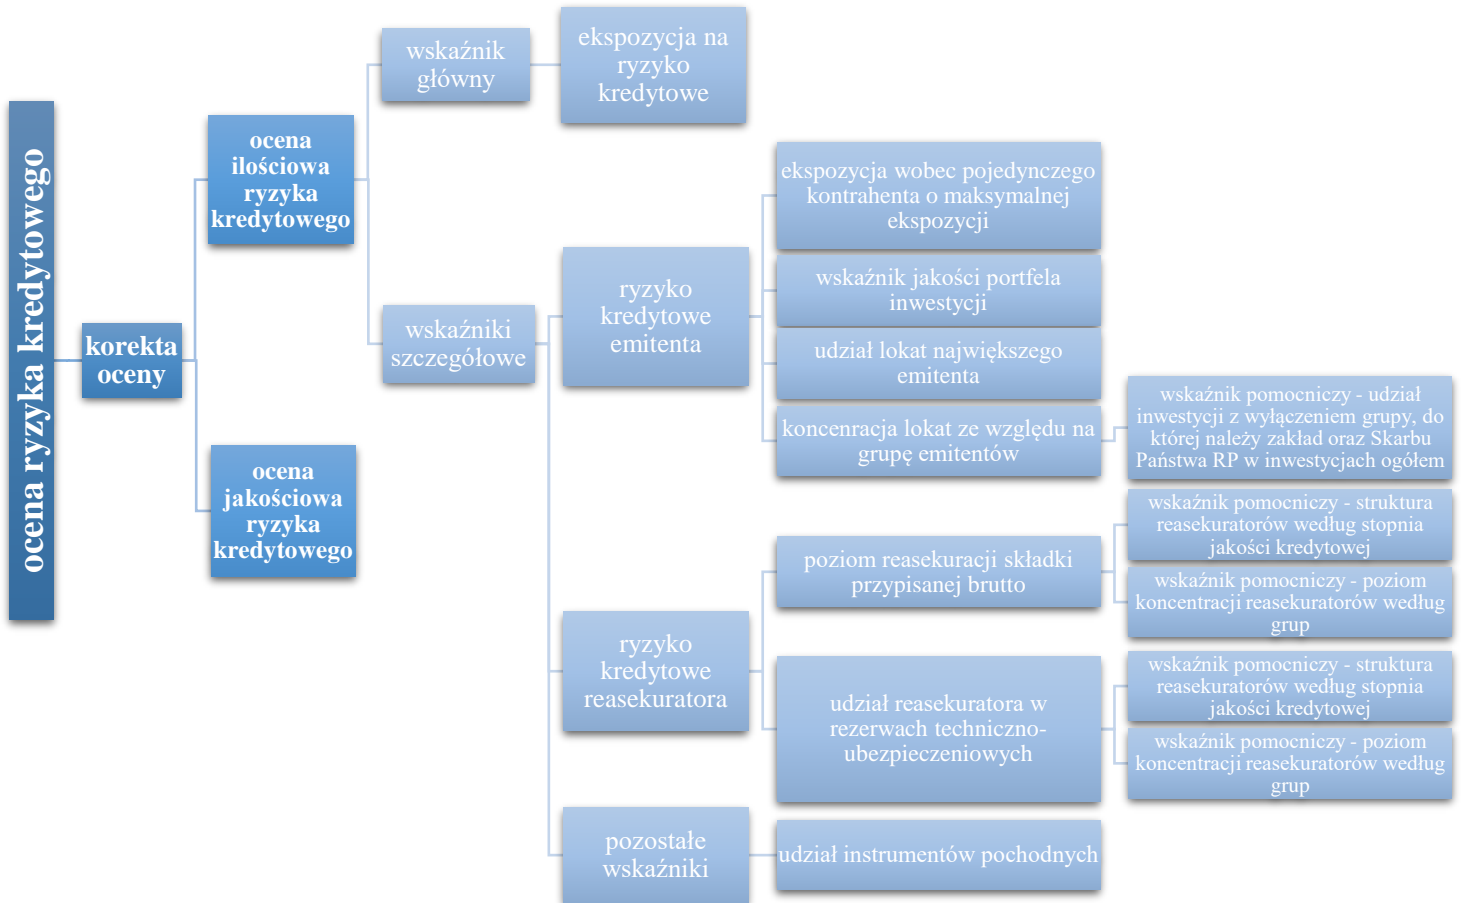 ocena ryzyka kredytowego
korekta
oceny
ocena
ilościowa
ryzyka
kredytowego
wskaźnik
główny
ekspozycja na
ryzyko
kredytowe
wskaźniki
szczegółowe
ryzyko
kredytowe
emitenta
ekspozycja wobec pojedynczego
kontrahenta o maksymalnej
ekspozycji
wskaźnik jakości portfela
inwestycji
udział lokat największego
emitenta
koncenracja lokat ze względu na
grupę emitentów
wskaźnik pomocniczy - udział
inwestycji z wyłączeniem grupy, do
której należy zakład oraz Skarbu
Państwa RP w inwestycjach ogółem
ryzyko
kredytowe
reasekuratora
poziom reasekuracji składki
przypisanej brutto
wskaźnik pomocniczy - struktura
reasekuratorów według stopnia
jakości kredytowej
wskaźnik pomocniczy - poziom
koncentracji reasekuratorów według
grup
udział reasekuratora w
rezerwach techniczno-
ubezpieczeniowych
wskaźnik pomocniczy - struktura
reasekuratorów według stopnia
jakości kredytowej
wskaźnik pomocniczy - poziom
koncentracji reasekuratorów według
grup
pozostałe
wskaźniki
udział instrumentów pochodnych
ocena
jakościowa
ryzyka
kredytowego